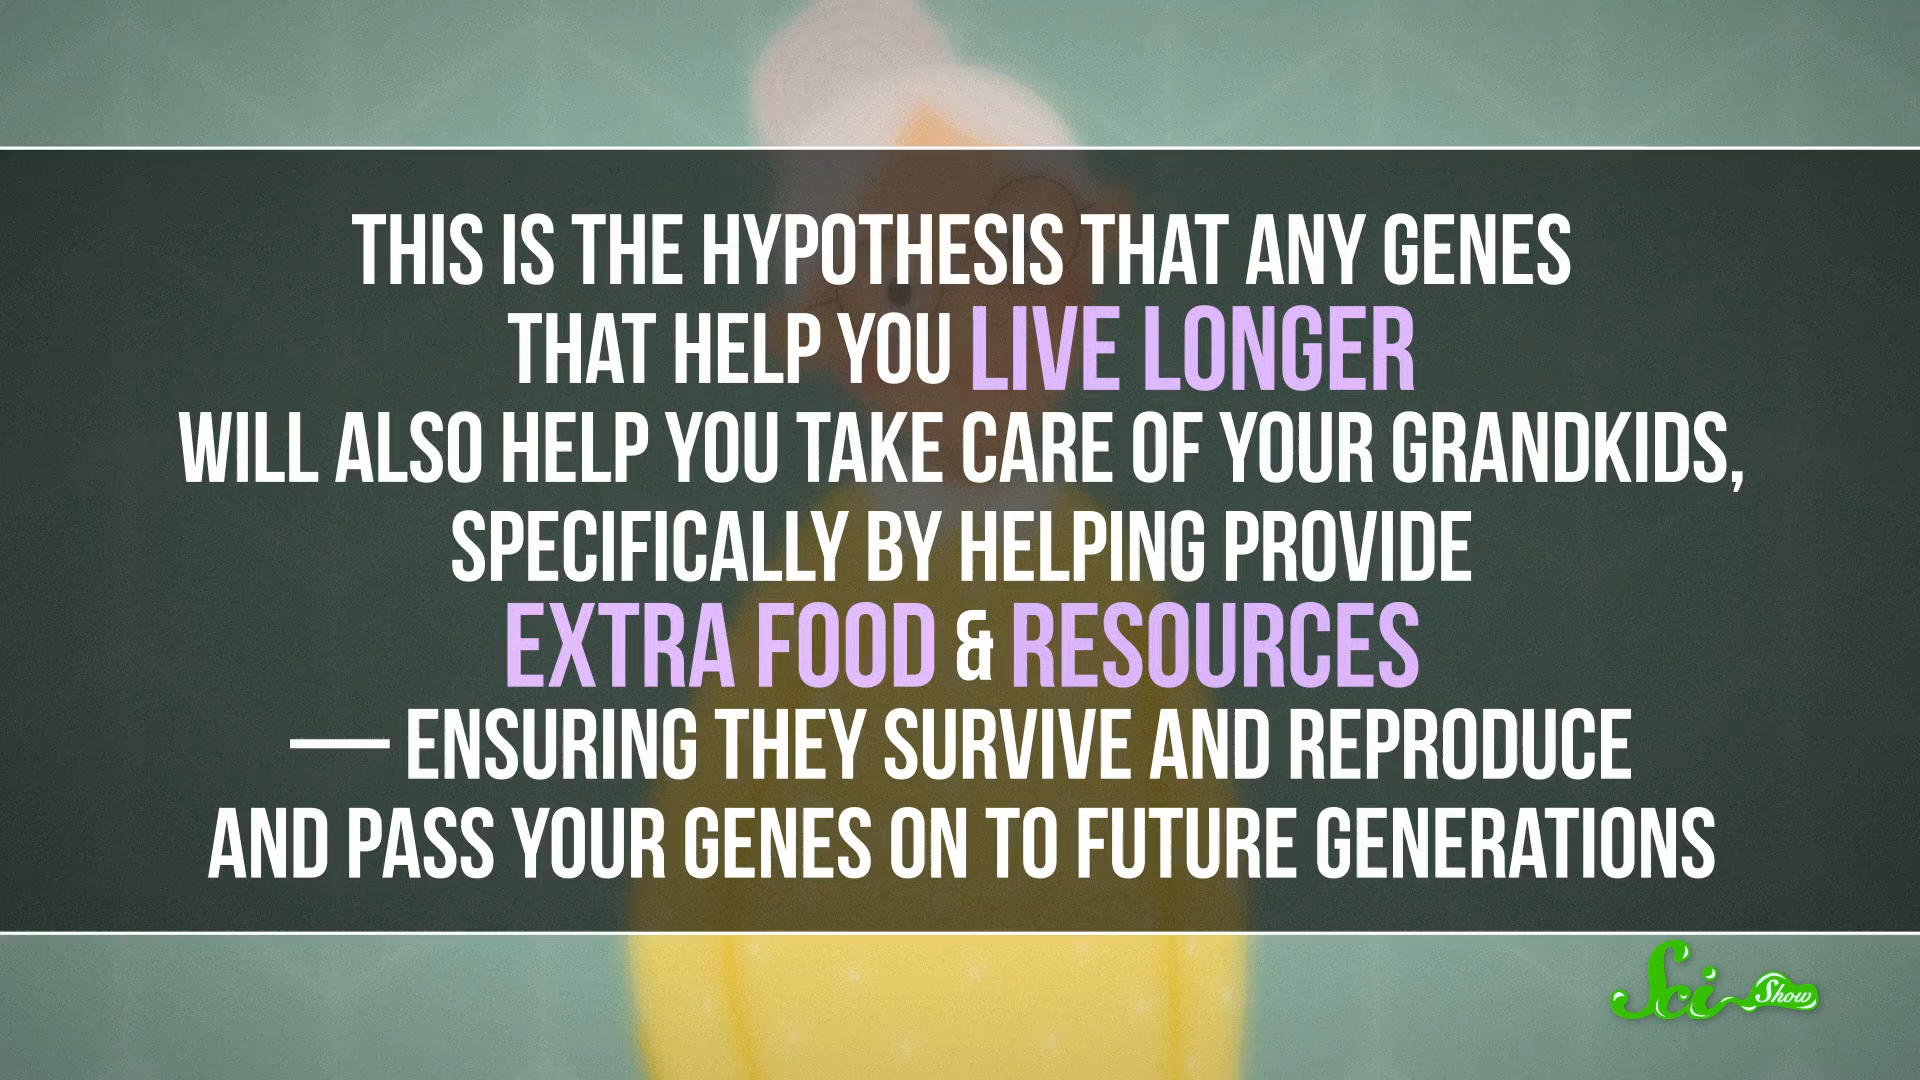 THIS IS THE HYPOTHESIS THAT ANY GENES
THAT HELP YOU LIVE LONGER
WILL ALSO HELP YOU TAKE CARE OF YOUR GRANDKIDS,
SPECIFICALLY BY HELPING PROVIDE
EXTRA FOOD & RESOURCES
— ENSURING THEY SURVIVE AND REPRODUCE
AND PASS YOUR GENES ON TO FUTURE GENERATIONS
Sci Show